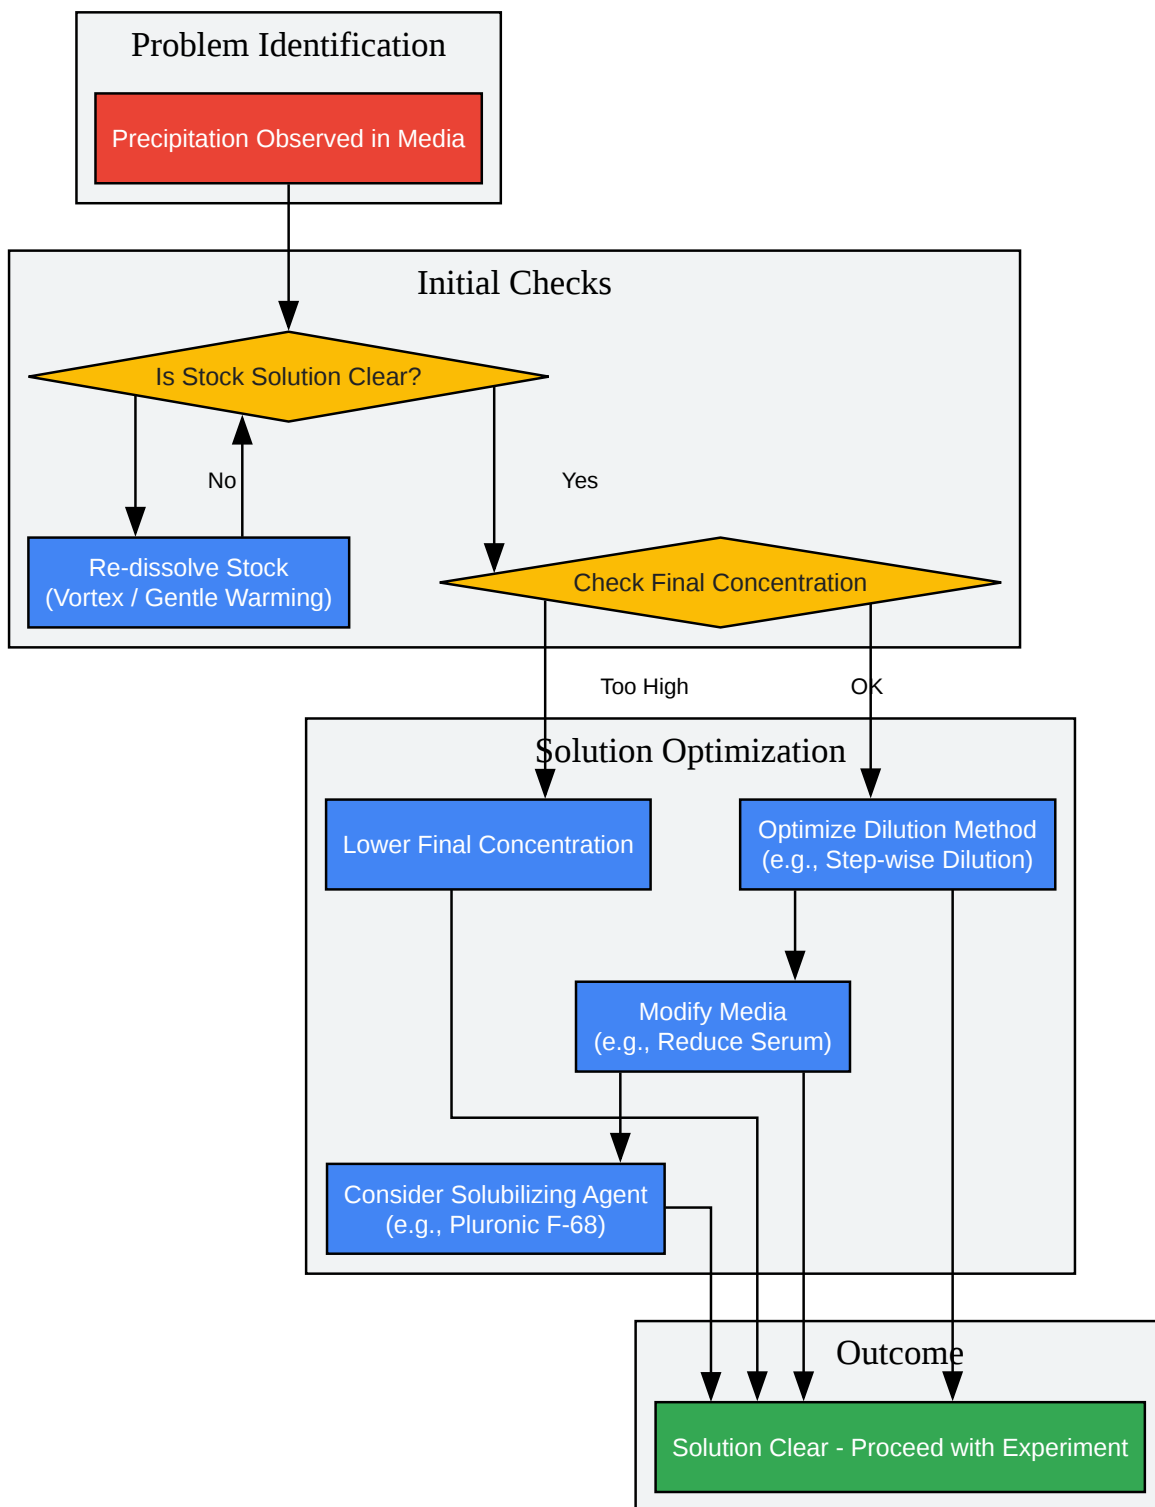 Problem Identification
Precipitation Observed in Media
Initial Checks
Is Stock Solution Clear?
No
Yes
Re-dissolve Stock
(Vortex / Gentle Warming)
Check Final Concentration
Too High
OK
Solution Optimization
Lower Final Concentration
Optimize Dilution Method
(e.g., Step-wise Dilution)
Modify Media
(e.g., Reduce Serum)
Consider Solubilizing Agent
(e.g., Pluronic F-68)
Outcome
Solution Clear - Proceed with Experiment